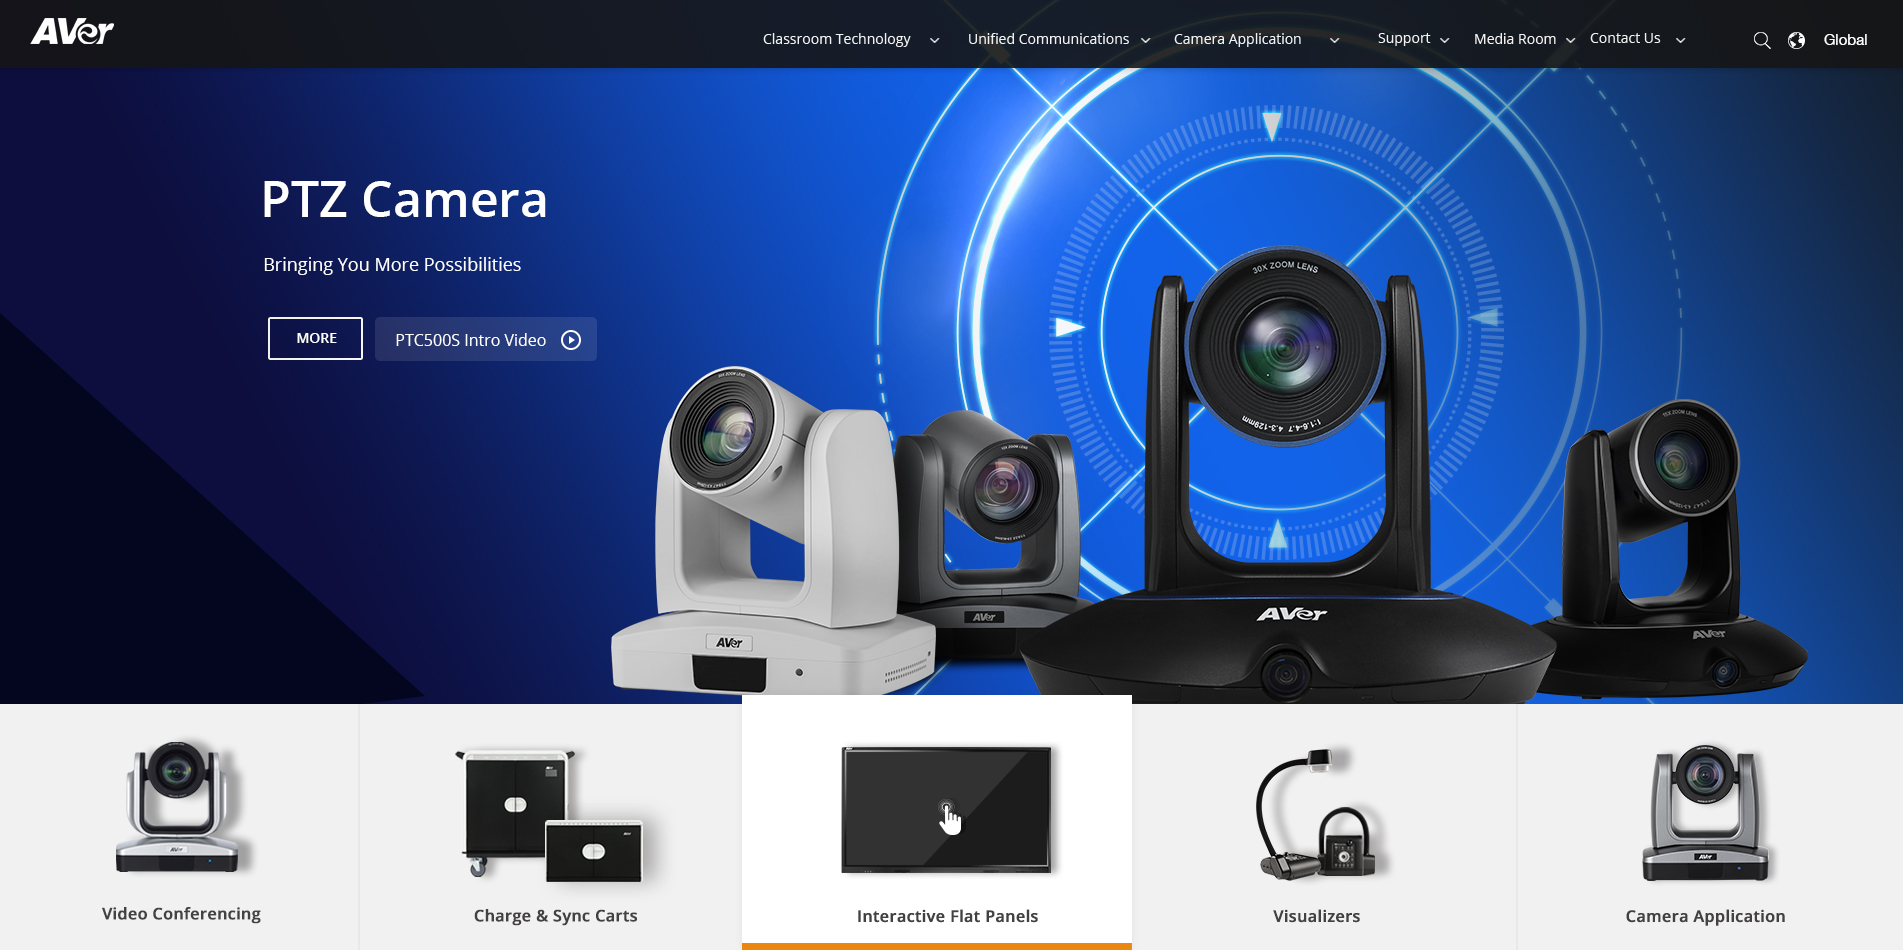 AVer
Classroom Technology
Unified Communications
Camera Application
Support
Media Room
Contact Us
Global
PTZ Camera
Bringing You More Possibilities
MORE
PTC500S Intro Video
30X ZOOM LENS
1:1.6-4.7 4.3-129mm
AVer
AVer
AVer
AVer
Video Conferencing
Charge & Sync Carts
Interactive Flat Panels
Visualizers
Camera Application